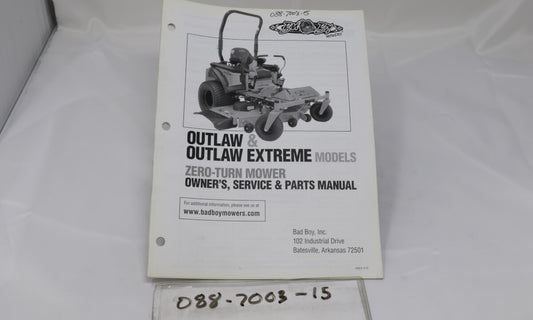 088-7003-15
MOWERS
OUTLAW &
OUTLAW EXTREME MODELS
ZERO-TURN MOWER
OWNER'S, SERVICE & PARTS MANUAL
For additional information, please see us at
www.badboymowers.com
Bad Boy, Inc.
102 Industrial Drive
Batesville, Arkansas 72501
088-7003-15